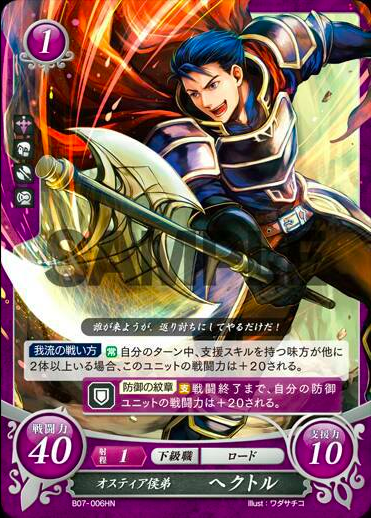 1
SAMPLE
誰が来ようが、返り討ちにしてやるだけだ!
我流の戦い方 常 自分のターン中、支援スキルを持つ味方が他に
2体以上いる場合、このユニットの戦闘力は+20される。
防御の紋章 支 戦闘終了まで、自分の防御
ユニットの戦闘力は+20される。
戦闘力
40
射程 1 下級職 ロード
支援力
10
オスティア侯弟 ヘクトル
B07-006HN Illust:ワダサチコ